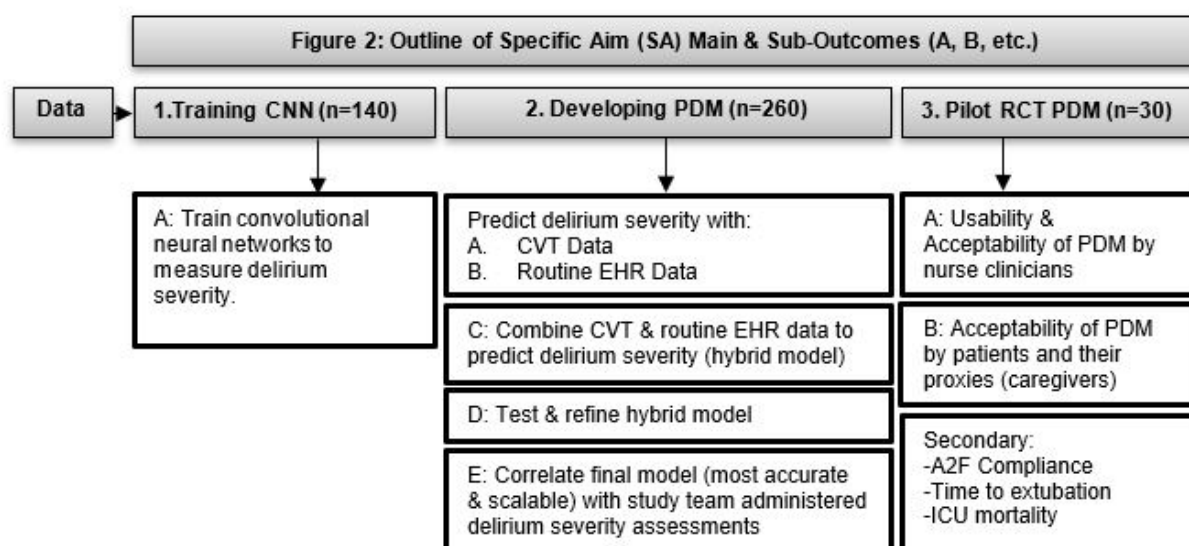 Figure 2: Outline of Specific Aim (SA) Main & Sub-Outcomes (A, B, etc.)
Data
1.Training CNN (n=140)
2. Developing PDM (n=260)
3. Pilot RCT PDM (n=30)
A: Train convolutional
neural networks to
measure delirium
severity.
Predict delirium severity with:
A. CVT Data
B. Routine EHR Data
C: Combine CVT & routine EHR data to
predict delirium severity (hybrid model)
D: Test & refine hybrid model
E: Correlate final model (most accurate
& scalable) with study team administered
delirium severity assessments
A: Usability &
Acceptability of PDM by
nurse clinicians
B: Acceptability of PDM
by patients and their
proxies (caregivers)
Secondary:
-A2F Compliance
-Time to extubation
-ICU mortality